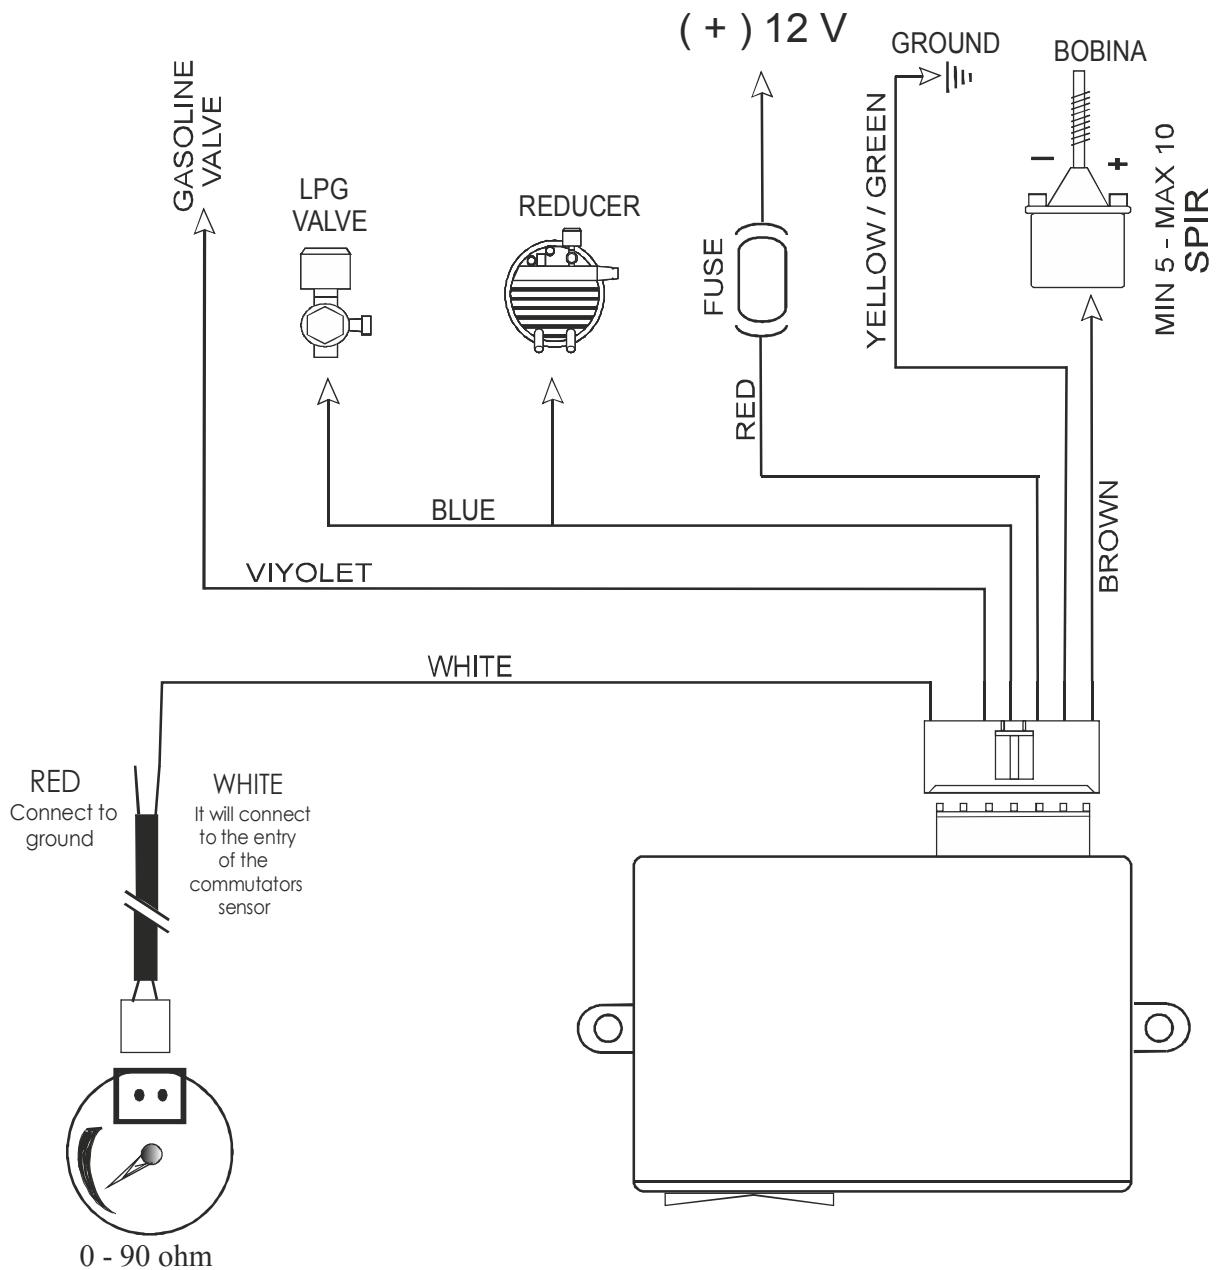 ( + ) 12 V
GROUND
BOBINA
GASOLINE
VALVE
LPG
VALVE
REDUCER
FUSE
YELLOW / GREEN
MIN 5 - MAX 10
SPIR
RED
BLUE
BROWN
VIYOLET
WHITE
RED
Connect to
ground
WHITE
It will connect
to the entry
of the
commutators
sensor
0 - 90 ohm